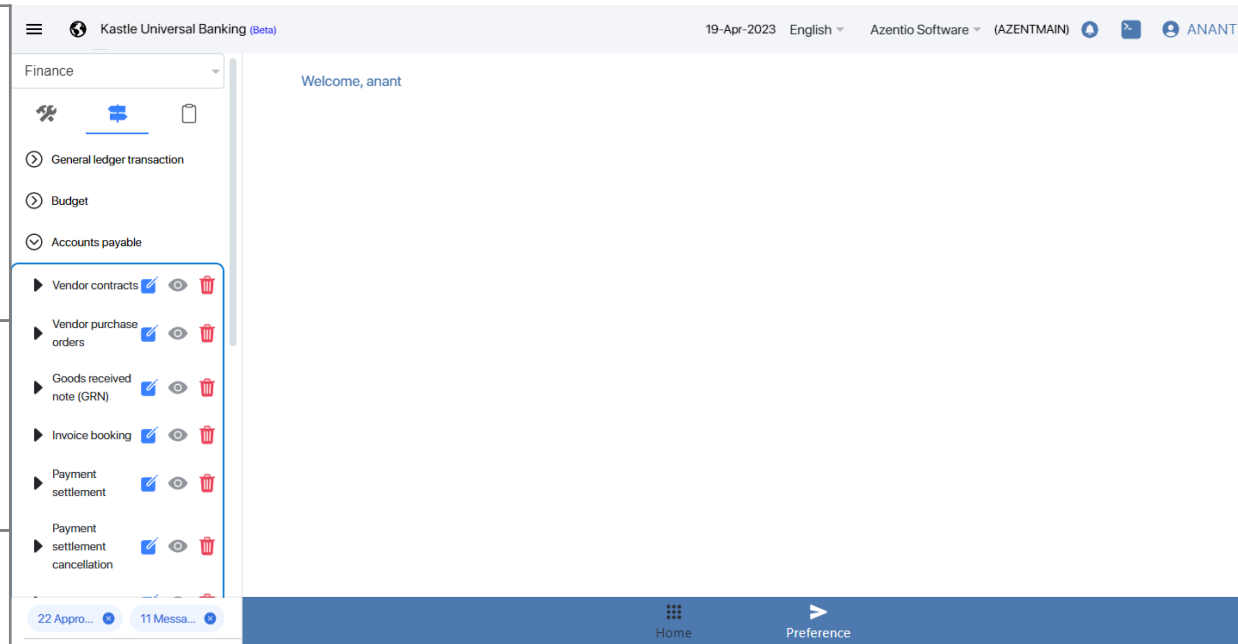 Kastle Universal Banking (Beta)
19-Apr-2023 English Azentio Software (AZENTMAIN) ANANT
Finance
Welcome, anant
General ledger transaction
Budget
Accounts payable
Vendor contracts
Vendor purchase
orders
Goods received
note (GRN)
Invoice booking
Payment
settlement
Payment
settlement
cancellation
22 Appro...
11 Messa...
Home
Preference